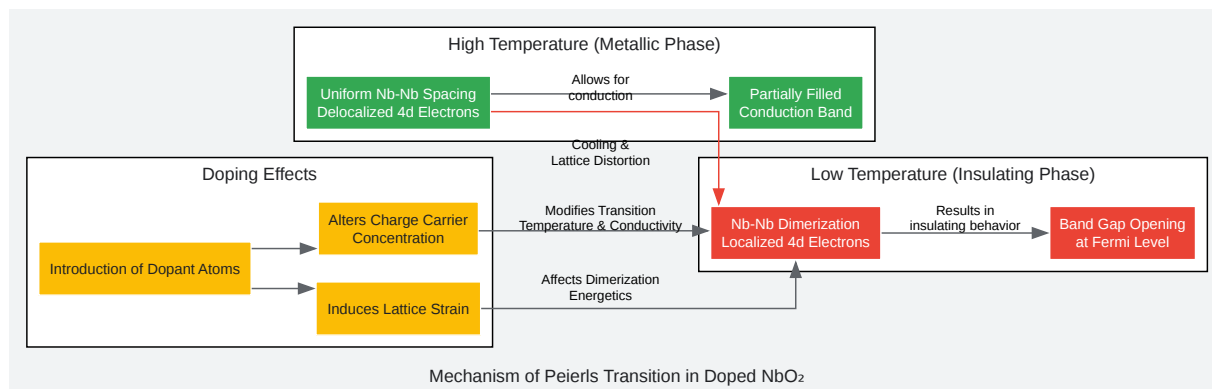 High Temperature (Metallic Phase)
Uniform Nb-Nb Spacing
Delocalized 4d Electrons
Allows for
conduction
Partially Filled
Conduction Band
Cooling &
Lattice Distortion
Doping Effects
Introduction of Dopant Atoms
Alters Charge Carrier
Concentration
Induces Lattice Strain
Modifies Transition
Temperature & Conductivity
Affects Dimerization
Energetics
Low Temperature (Insulating Phase)
Nb-Nb Dimerization
Localized 4d Electrons
Results in
insulating behavior
Band Gap Opening
at Fermi Level
Mechanism of Peierls Transition in Doped NbO₂